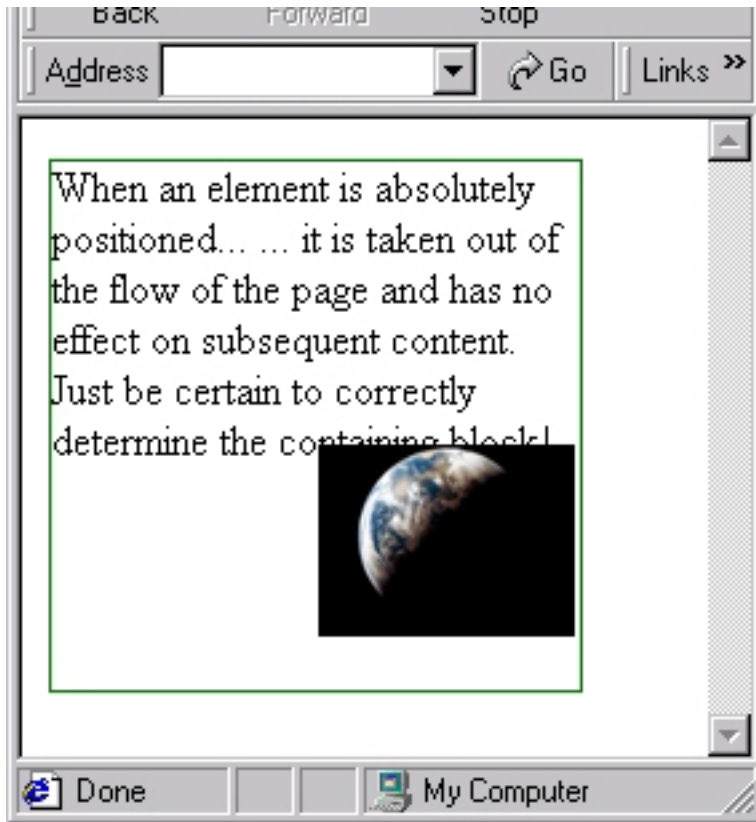 Back Forward Stop
Address Go Links »
When an element is absolutely
positioned... ... it is taken out of
the flow of the page and has no
effect on subsequent content.
Just be certain to correctly
determine the containing block!
Done My Computer